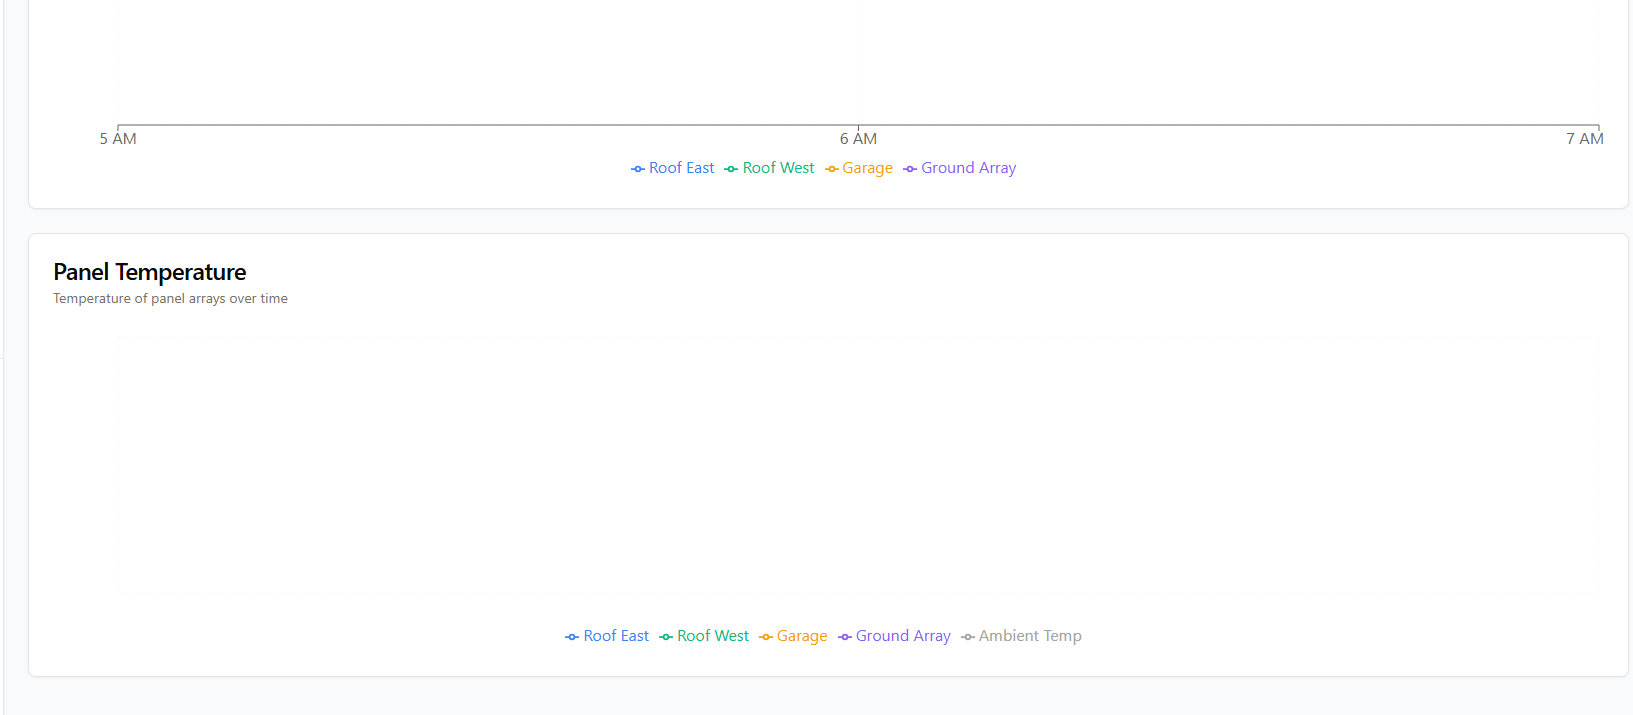 5 AM 6 AM 7 AM
Roof East Roof West Garage Ground Array
Panel Temperature
Temperature of panel arrays over time
Roof East Roof West Garage Ground Array Ambient Temp